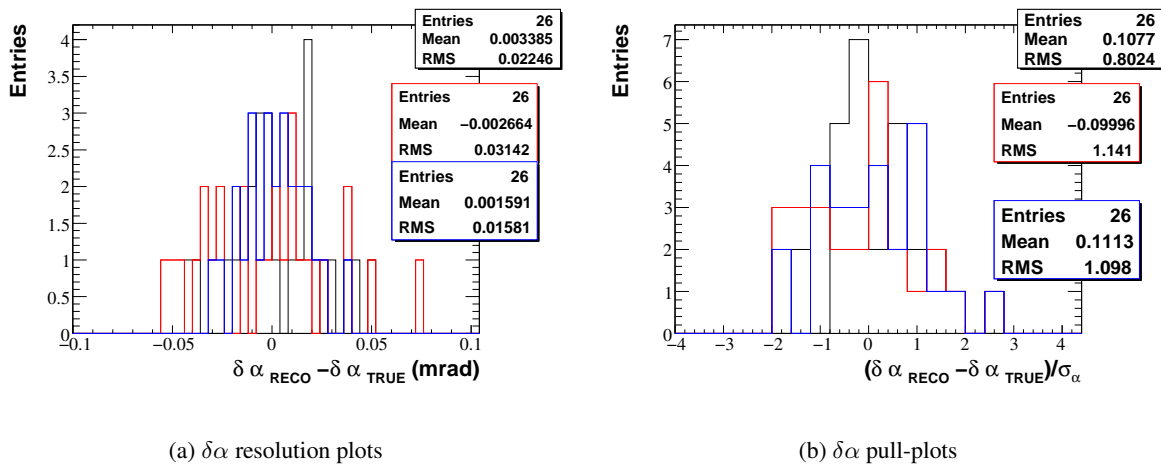 Entries 26
Mean 0.003385
RMS 0.02246
Entries 26
Mean −0.002664
RMS 0.03142
Entries 26
Mean 0.001591
RMS 0.01581
Entries
4
3.5
3
2.5
2
1.5
1
0.5
0
−0.1 −0.05 0 0.05 0.1
δ α RECO −δ α TRUE (mrad)
(a) δα resolution plots
Entries 26
Mean 0.1077
RMS 0.8024
Entries 26
Mean −0.09996
RMS 1.141
Entries 26
Mean 0.1113
RMS 1.098
Entries
7
6
5
4
3
2
1
0
−4 −3 −2 −1 0 1 2 3 4
(δ α RECO −δ α TRUE)/σα
(b) δα pull-plots